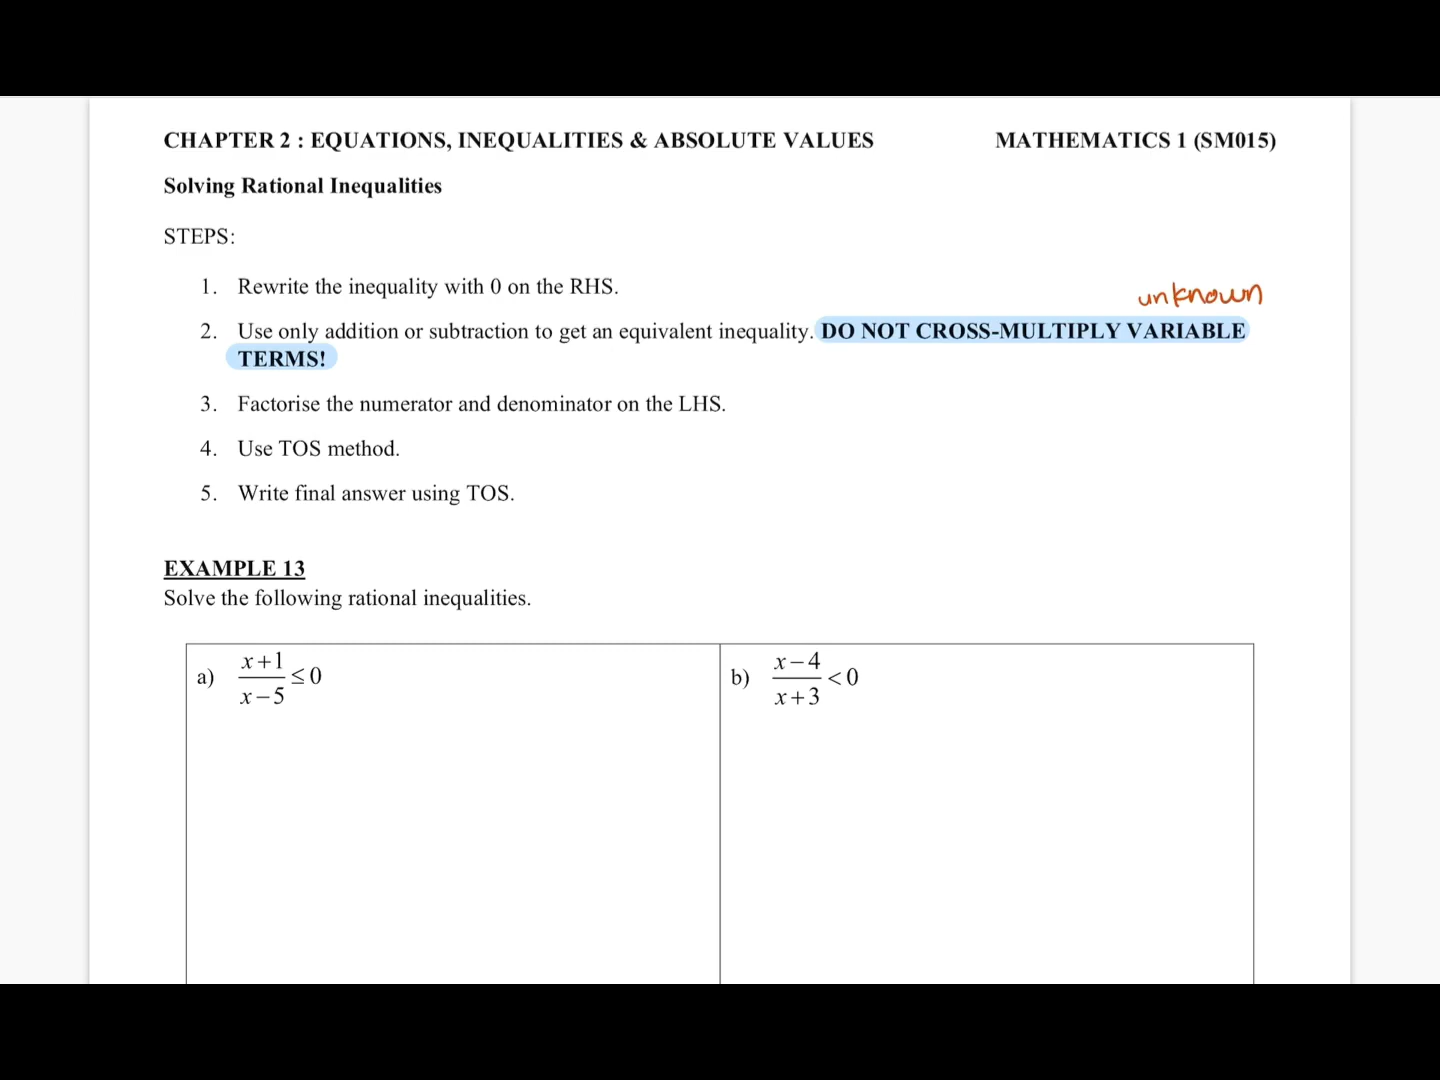 CHAPTER 2 : EQUATIONS, INEQUALITIES & ABSOLUTE VALUES MATHEMATICS 1 (SM015)
Solving Rational Inequalities
STEPS:
1. Rewrite the inequality with 0 on the RHS.
unknown
2. Use only addition or subtraction to get an equivalent inequality. DO NOT CROSS-MULTIPLY VARIABLE
TERMS!
3. Factorise the numerator and denominator on the LHS.
4. Use TOS method.
5. Write final answer using TOS.
EXAMPLE 13
Solve the following rational inequalities.
a) (x+1)/(x−5) ≤ 0
b) (x−4)/(x+3) < 0